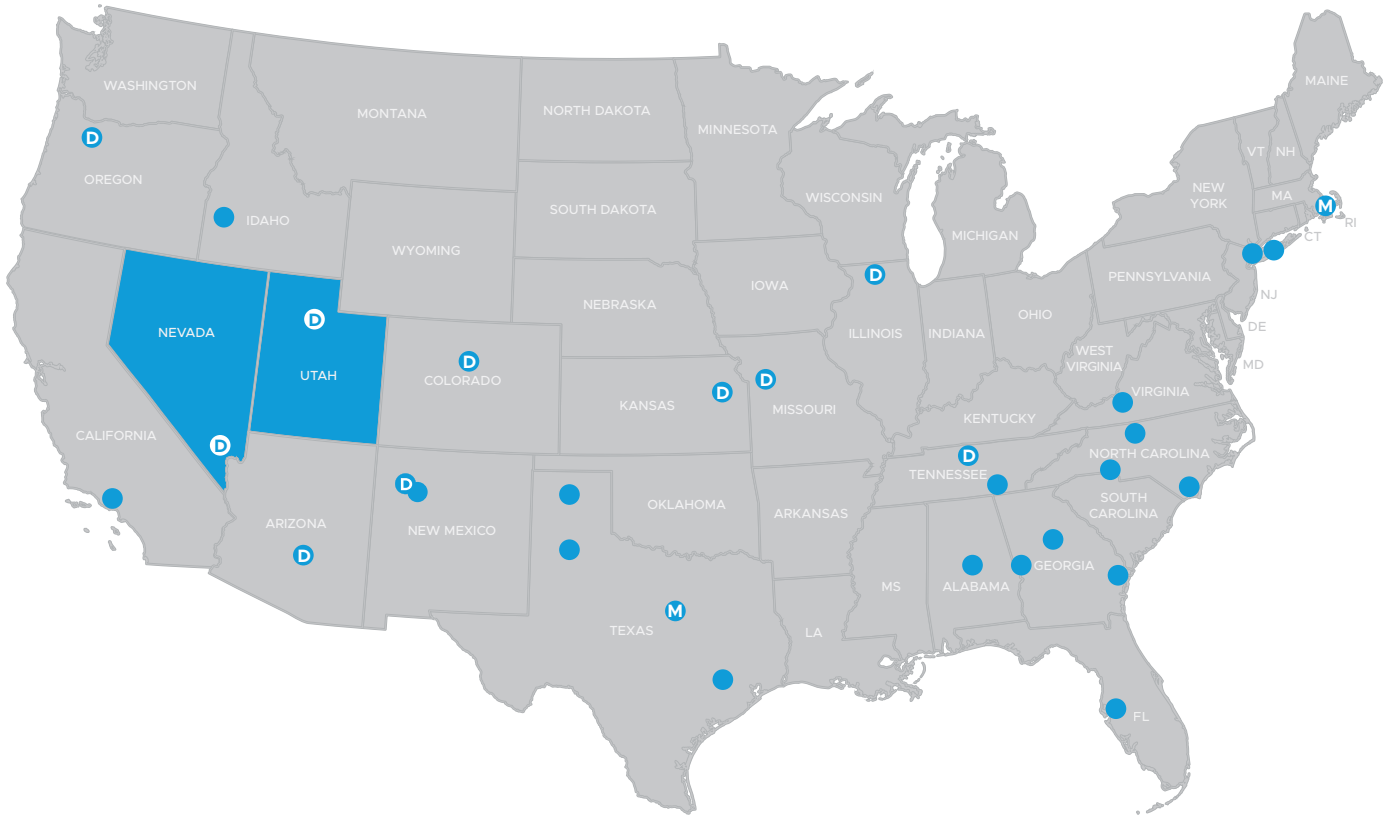 WASHINGTON
MONTANA
NORTH DAKOTA
MINNESOTA
MAINE
D
OREGON
IDAHO
WYOMING
SOUTH DAKOTA
WISCONSIN
MICHIGAN
NEW
YORK
VT
NH
MA
M
RI
CT
NEVADA
D
UTAH
D
COLORADO
NEBRASKA
IOWA
D
ILLINOIS
INDIANA
OHIO
PENNSYLVANIA
NJ
DE
MD
WEST
VIRGINIA
VIRGINIA
CALIFORNIA
D
D
KANSAS
D
MISSOURI
KENTUCKY
D
TENNESSEE
NORTH CAROLINA
SOUTH
CAROLINA
ARIZONA
D
D
NEW MEXICO
OKLAHOMA
ARKANSAS
MS
ALABAMA
GEORGIA
M
TEXAS
LA
FL